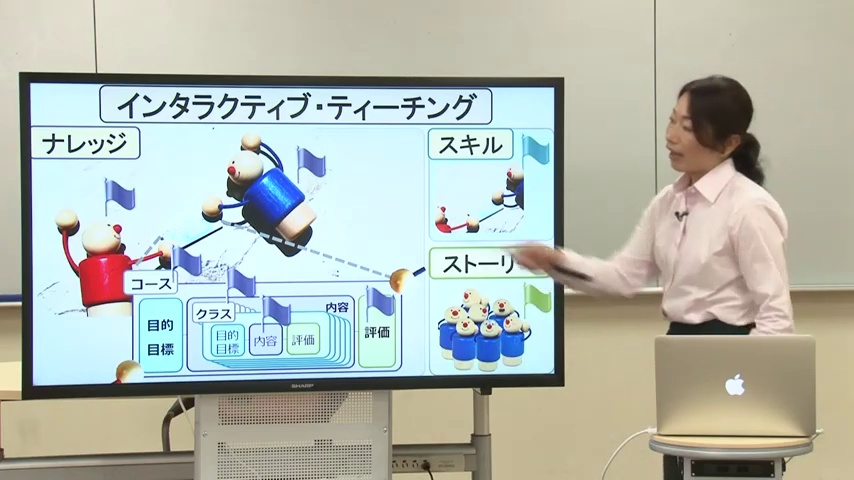 インタラクティブ・ティーチング
ナレッジ
スキル
ストーリー
コース
目的
目標
クラス
内容
目的
目標
内容
評価
評価
SHARP